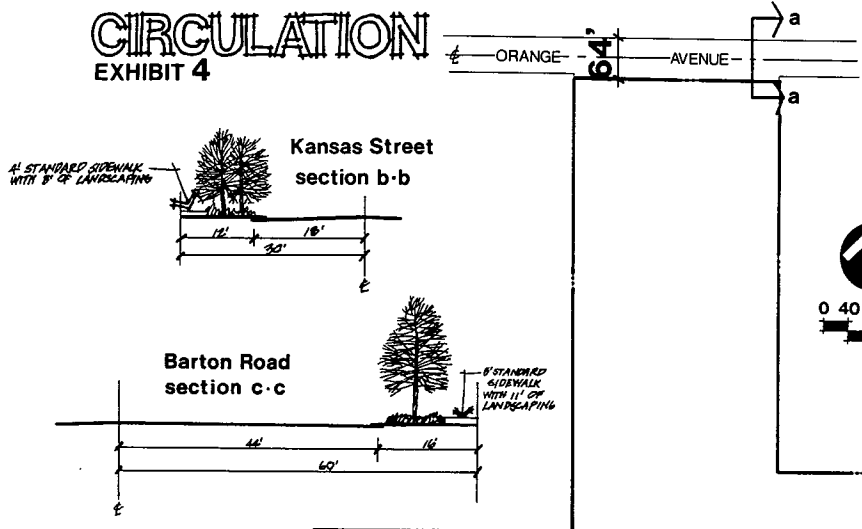 CIRCULATION
EXHIBIT 4
℄ ORANGE AVENUE
64'
a
a
Kansas Street
section b·b
4' STANDARD SIDEWALK
WITH 8' OF LANDSCAPING
12' 18'
30'
℄
0 40
Barton Road
section c·c
5' STANDARD
SIDEWALK
WITH 11' OF
LANDSCAPING
44' 16'
60'
℄